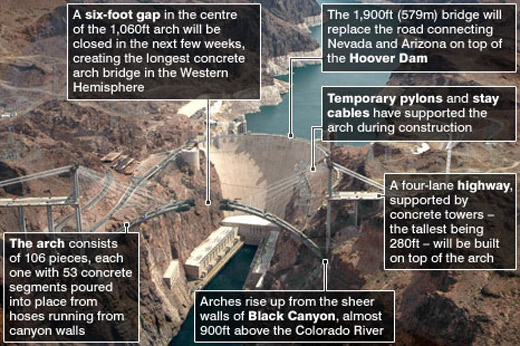 A six-foot gap in the centre
of the 1,060ft arch will be
closed in the next few weeks,
creating the longest concrete
arch bridge in the Western
Hemisphere
The 1,900ft (579m) bridge will
replace the road connecting
Nevada and Arizona on top of
the Hoover Dam
Temporary pylons and stay
cables have supported the
arch during construction
A four-lane highway,
supported by
concrete towers –
the tallest being
280ft – will be built
on top of the arch
The arch consists
of 106 pieces, each
one with 53 concrete
segments poured
into place from
hoses running from
canyon walls
Arches rise up from the sheer
walls of Black Canyon, almost
900ft above the Colorado River